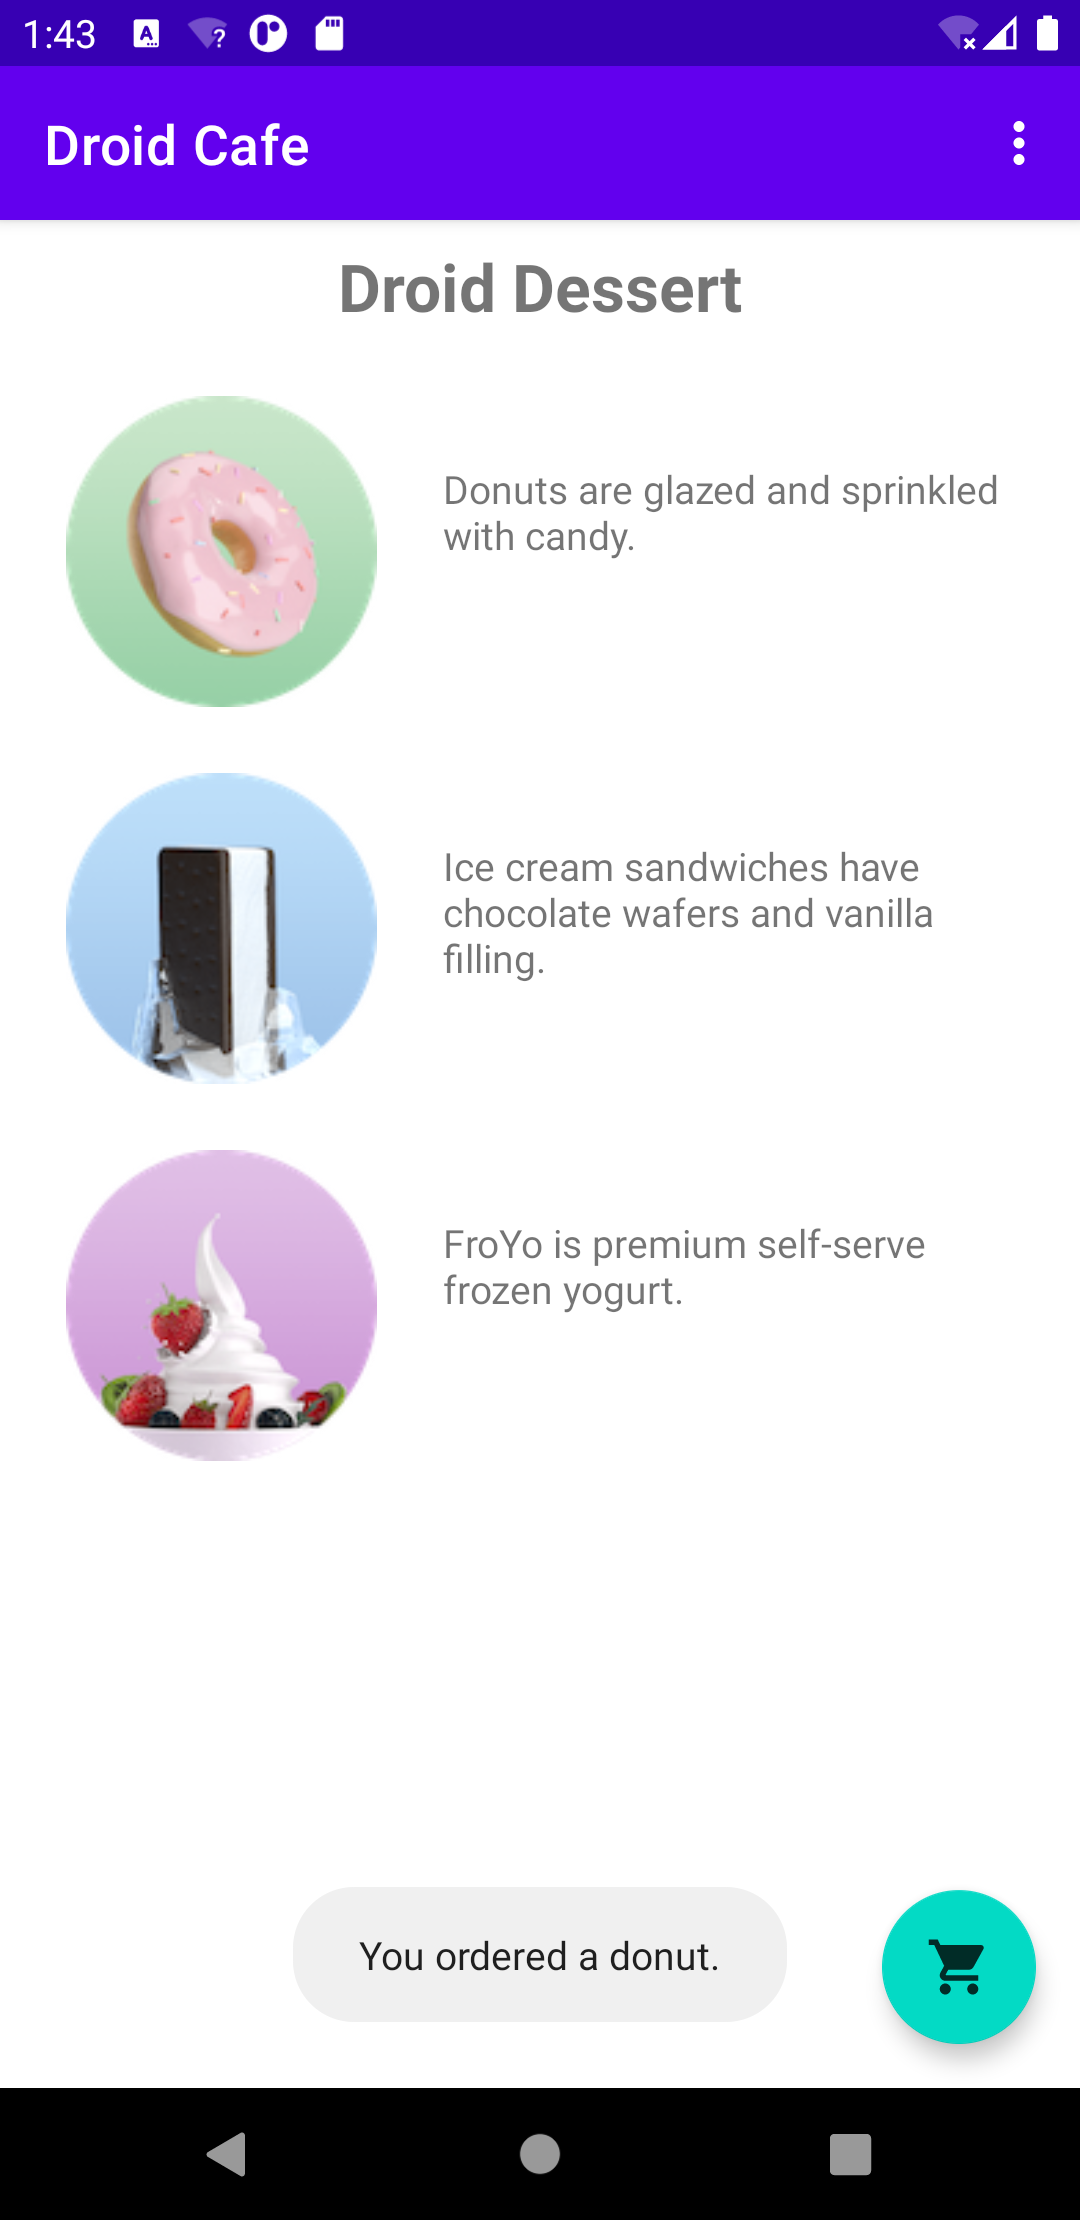 1:43
Droid Cafe
Droid Dessert
Donuts are glazed and sprinkled
with candy.
Ice cream sandwiches have
chocolate wafers and vanilla
filling.
FroYo is premium self-serve
frozen yogurt.
You ordered a donut.